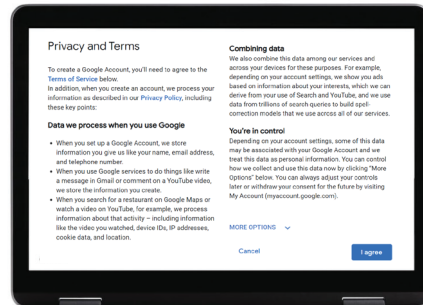 Privacy and Terms
To create a Google Account, you'll need to agree to the
Terms of Service below.
In addition, when you create an account, we process your
information as described in our Privacy Policy, including
these key points:
Data we process when you use Google
• When you set up a Google Account, we store
information you give us like your name, email address,
and telephone number.
• When you use Google services to do things like write
a message in Gmail or comment on a YouTube video,
we store the information you create.
• When you search for a restaurant on Google Maps or
watch a video on YouTube, for example, we process
information about that activity – including information
like the video you watched, device IDs, IP addresses,
cookie data, and location.
Combining data
We also combine this data among our services and
across your devices for these purposes. For example,
depending on your account settings, we show you ads
based on information about your interests, which we can
derive from your use of Search and YouTube, and we use
data from trillions of search queries to build spell-
correction models that we use across all of our services.
You're in control
Depending on your account settings, some of this data
may be associated with your Google Account and we
treat this data as personal information. You can control
how we collect and use this data now by clicking "More
Options" below. You can always adjust your controls
later or withdraw your consent for the future by visiting
My Account (myaccount.google.com).
MORE OPTIONS
Cancel
I agree